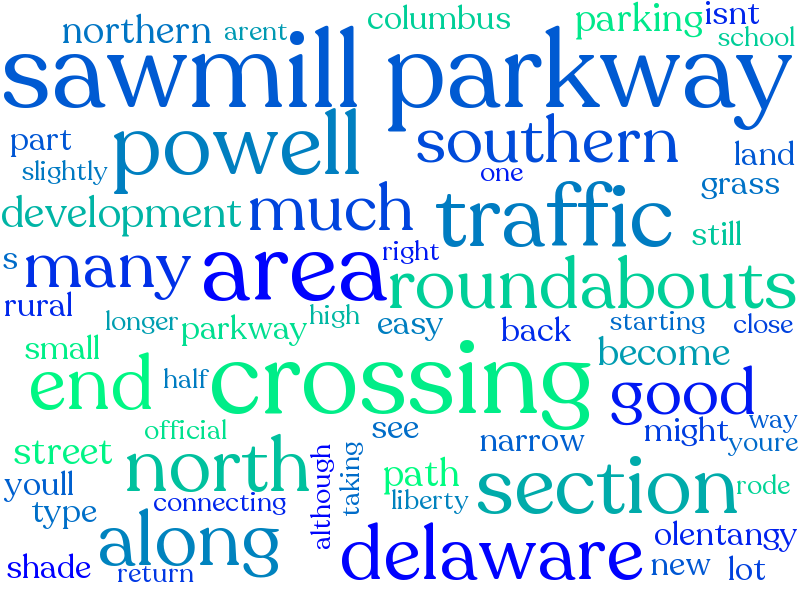 northern arent columbus parking isnt
school
sawmill parkway
part powell southern land
slightly one grass
development much traffic still
s many area right roundabouts
rural longer parkway high easy back starting close
small end half crossing become good
street official see narrow might way
youre
youll north although taking path section rode
type connecting liberty
along delaware olentangy
shade return new lot